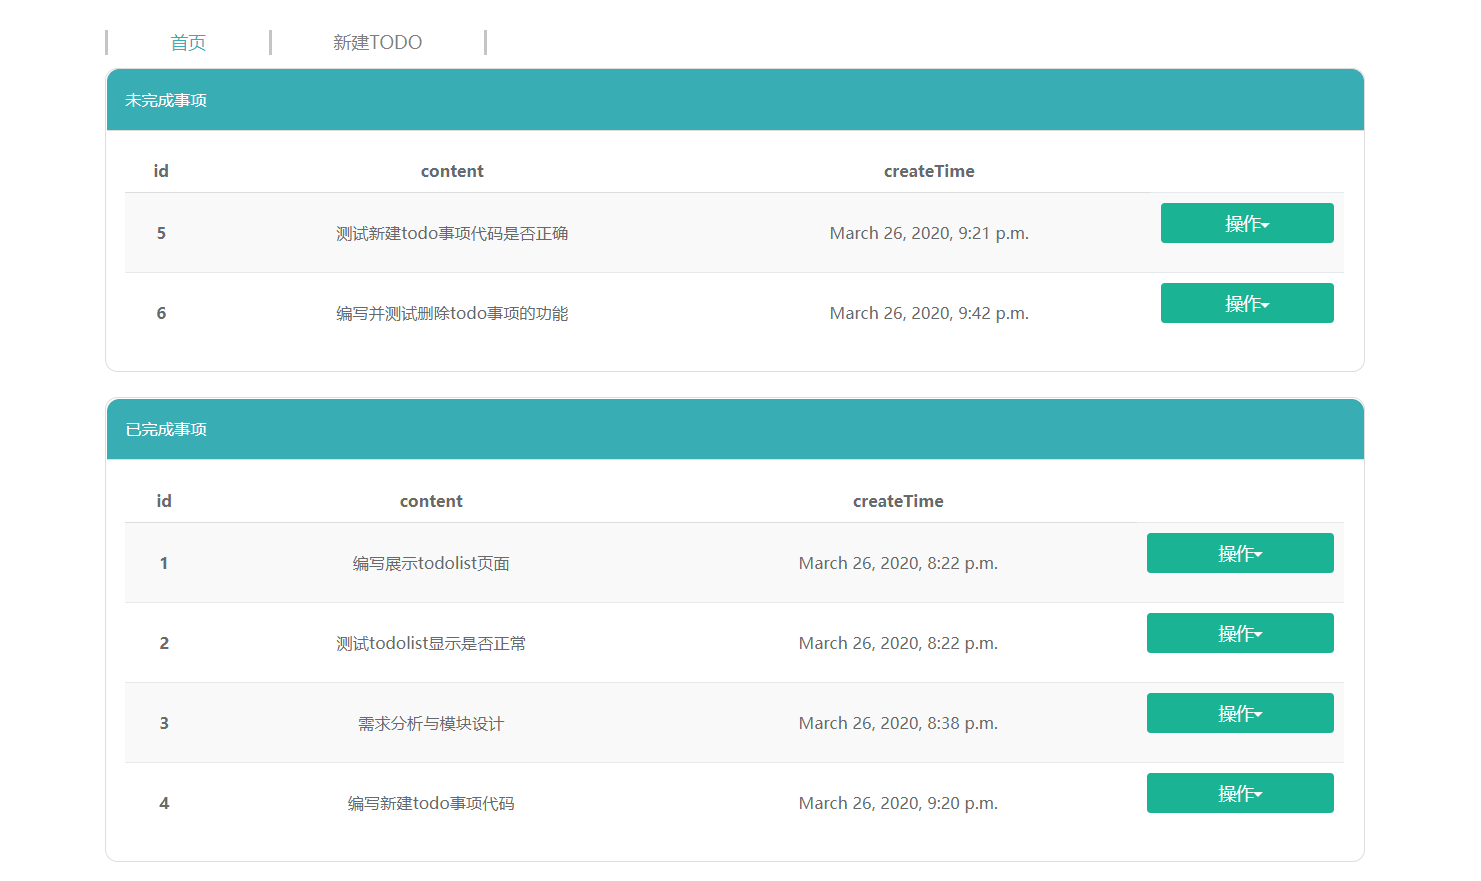 首页 新建TODO
未完成事项
id content createTime
5 测试新建todo事项代码是否正确 March 26, 2020, 9:21 p.m. 操作
6 编写并测试删除todo事项的功能 March 26, 2020, 9:42 p.m. 操作
已完成事项
id content createTime
1 编写展示todolist页面 March 26, 2020, 8:22 p.m. 操作
2 测试todolist显示是否正常 March 26, 2020, 8:22 p.m. 操作
3 需求分析与模块设计 March 26, 2020, 8:38 p.m. 操作
4 编写新建todo事项代码 March 26, 2020, 9:20 p.m. 操作